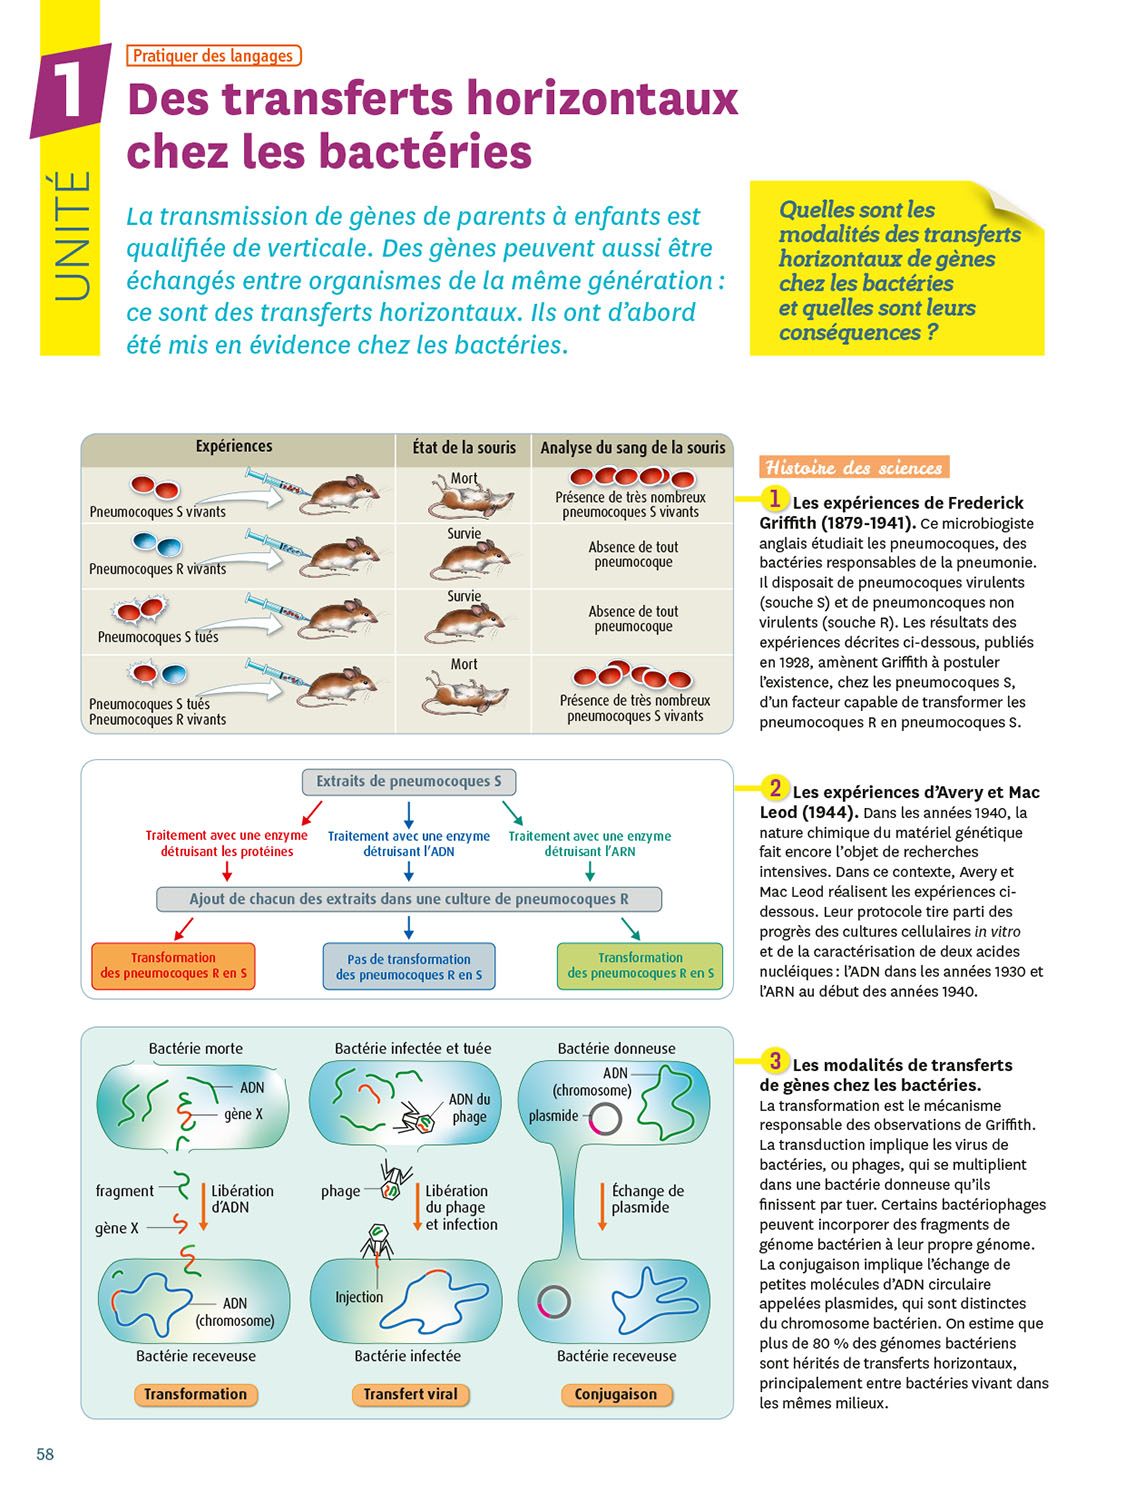 Pratiquer des langages
1
UNITÉ
Des transferts horizontaux
chez les bactéries
La transmission de gènes de parents à enfants est
qualifiée de verticale. Des gènes peuvent aussi être
échangés entre organismes de la même génération :
ce sont des transferts horizontaux. Ils ont d'abord
été mis en évidence chez les bactéries.
Quelles sont les
modalités des transferts
horizontaux de gènes
chez les bactéries
et quelles sont leurs
conséquences ?
Expériences
État de la souris
Analyse du sang de la souris
Pneumocoques S vivants
Mort
Présence de très nombreux
pneumocoques S vivants
Pneumocoques R vivants
Survie
Absence de tout
pneumocoque
Pneumocoques S tués
Survie
Absence de tout
pneumocoque
Pneumocoques S tués
Pneumocoques R vivants
Mort
Présence de très nombreux
pneumocoques S vivants
Histoire des sciences
1 Les expériences de Frederick
Griffith (1879-1941). Ce microbiogiste
anglais étudiait les pneumocoques, des
bactéries responsables de la pneumonie.
Il disposait de pneumocoques virulents
(souche S) et de pneumoncoques non
virulents (souche R). Les résultats des
expériences décrites ci-dessous, publiés
en 1928, amènent Griffith à postuler
l'existence, chez les pneumocoques S,
d'un facteur capable de transformer les
pneumocoques R en pneumocoques S.
Extraits de pneumocoques S
Traitement avec une enzyme
détruisant les protéines
Traitement avec une enzyme
détruisant l'ADN
Traitement avec une enzyme
détruisant l'ARN
Ajout de chacun des extraits dans une culture de pneumocoques R
Transformation
des pneumocoques R en S
Pas de transformation
des pneumocoques R en S
Transformation
des pneumocoques R en S
2 Les expériences d'Avery et Mac
Leod (1944). Dans les années 1940, la
nature chimique du matériel génétique
fait encore l'objet de recherches
intensives. Dans ce contexte, Avery et
Mac Leod réalisent les expériences ci-
dessous. Leur protocole tire parti des
progrès des cultures cellulaires in vitro
et de la caractérisation de deux acides
nucléiques : l'ADN dans les années 1930 et
l'ARN au début des années 1940.
Bactérie morte
ADN
gène X
fragment
Libération
d'ADN
gène X
ADN
(chromosome)
Bactérie receveuse
Transformation
Bactérie infectée et tuée
ADN du
phage
phage
Libération
du phage
et infection
Injection
Bactérie infectée
Transfert viral
Bactérie donneuse
ADN
(chromosome)
plasmide
Échange de
plasmide
ADN
Bactérie receveuse
Conjugaison
3 Les modalités de transferts
de gènes chez les bactéries.
La transformation est le mécanisme
responsable des observations de Griffith.
La transduction implique les virus de
bactéries, ou phages, qui se multiplient
dans une bactérie donneuse qu'ils
finissent par tuer. Certains bactériophages
peuvent incorporer des fragments de
génome bactérien à leur propre génome.
La conjugaison implique l'échange de
petites molécules d'ADN circulaire
appelées plasmides, qui sont distinctes
du chromosome bactérien. On estime que
plus de 80 % des génomes bactériens
sont hérités de transferts horizontaux,
principalement entre bactéries vivant dans
les mêmes milieux.
58